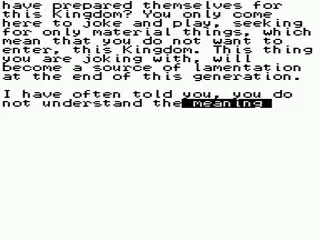 have prepared themselves for
this Kingdom? You only come
here to joke and play, seeking
for only material things, which
mean that you do not want to
enter, this Kingdom. This thing
you are joking with, will
become a source of lamentation
at the end of this generation.
I have often told you, you do
not understand the meaning